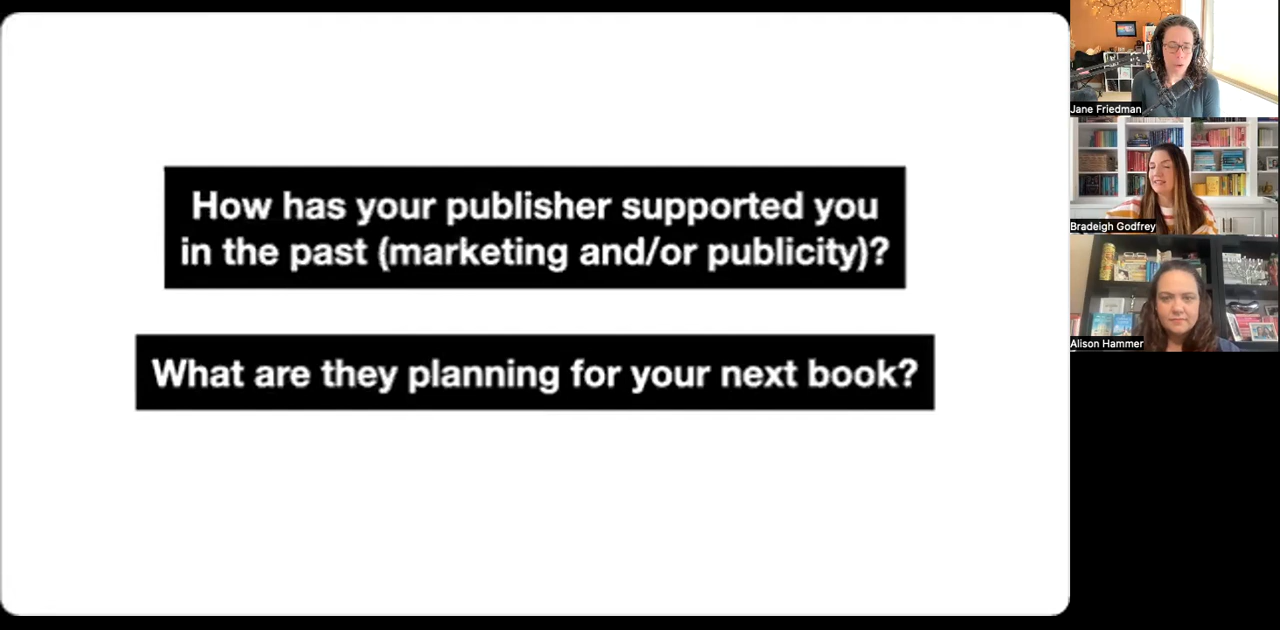 How has your publisher supported you
in the past (marketing and/or publicity)?
What are they planning for your next book?
Jane Friedman
Bradeigh Godfrey
Alison Hammer